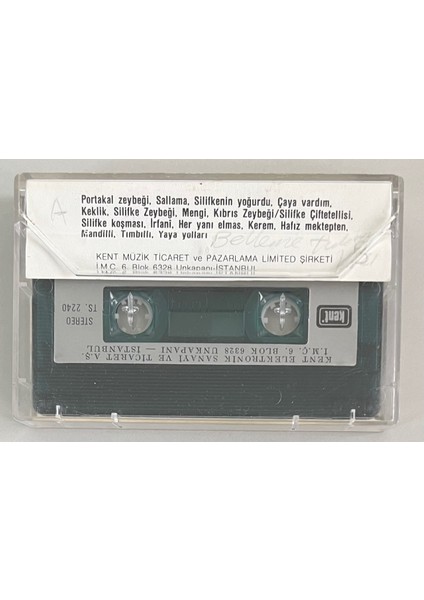 A
Portakal zeybeği, Sallama, Silifkenin yoğurdu, Çaya vardım,
Keklik, Silifke Zeybeği, Mengi, Kıbrıs Zeybeği/Silifke Çiftetellisi,
Silifke koşması, İrfani, Her yanı elmas, Kerem, Hafız mektepten,
Mandilli, Tımbıllı, Yaya yolları
KENT MÜZİK TİCARET ve PAZARLAMA LİMİTED ŞİRKETİ
İ.M.Ç. 6. Blok 6328 Unkapanı-İSTANBUL
kent
STEREO
TS. 2240
KENT ELEKTRONİK SANAYİ VE TİCARET A.Ş.
İ.M.Ç. 6. BLOK 6328 UNKAPANI — İSTANBUL